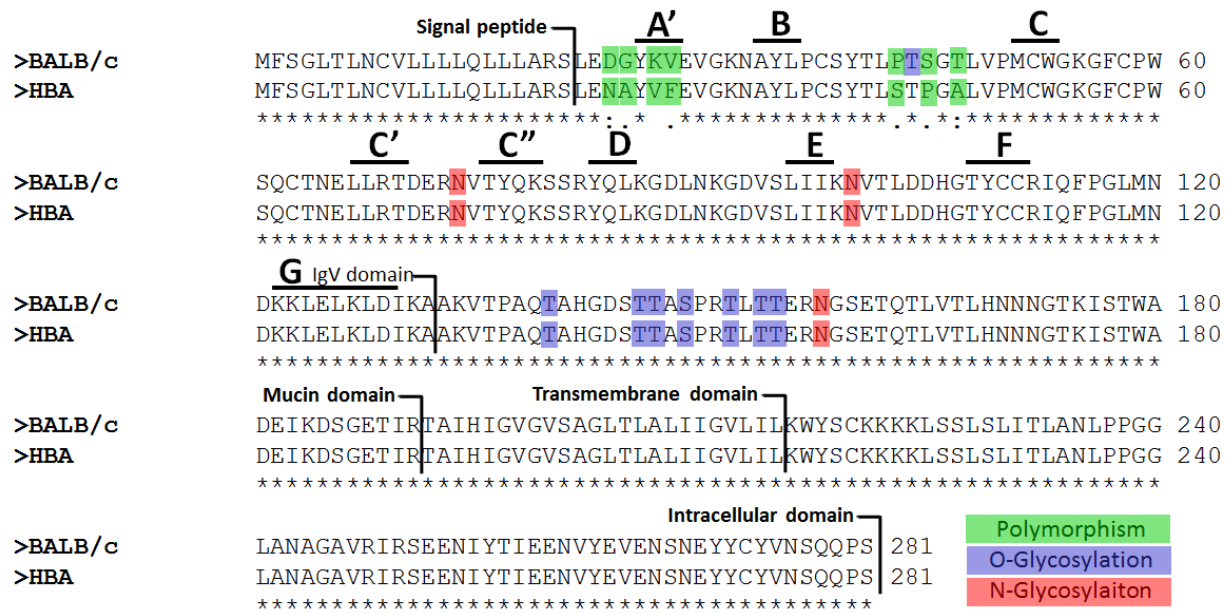 Signal peptide A’ B C
>BALB/c MFSGLTLNCVLLLLQLLLARSLEDGYKVEVGKNAYLPCSYTLPTSGTLVPMCWGKGFCPW 60
>HBA MFSGLTLNCVLLLLQLLLARSLENAYVFEVGKNAYLPCSYTLSTPGALVPMCWGKGFCPW 60
***********************:.* .**************.*.*:*************
C’ C” D E F
>BALB/c SQCTNELLRTDERNVTYQKSSRYQLKGDLNKGDVSLIIKNVTLDDHGTYCCRIQFPGLMN 120
>HBA SQCTNELLRTDERNVTYQKSSRYQLKGDLNKGDVSLIIKNVTLDDHGTYCCRIQFPGLMN 120
************************************************************
G IgV domain
>BALB/c DKKLELKLDIKAAKVTPAQTAHGDSTTASPRTLTTERNGSETQTLVTLHNNNGTKISTWA 180
>HBA DKKLELKLDIKAAKVTPAQTAHGDSTTASPRTLTTERNGSETQTLVTLHNNNGTKISTWA 180
************************************************************
Mucin domain Transmembrane domain
>BALB/c DEIKDSGETIRTAIHIGVGVSAGLTLALIIGVLILKWYSCKKKKLSSLSLITLANLPPGG 240
>HBA DEIKDSGETIRTAIHIGVGVSAGLTLALIIGVLILKWYSCKKKKLSSLSLITLANLPPGG 240
************************************************************
Intracellular domain
>BALB/c LANAGAVRIRSEENIYTIEENVYEVENSNEYYCYVNSQQPS 281
>HBA LANAGAVRIRSEENIYTIEENVYEVENSNEYYCYVNSQQPS 281
*****************************************
Polymorphism
O-Glycosylation
N-Glycosylaiton